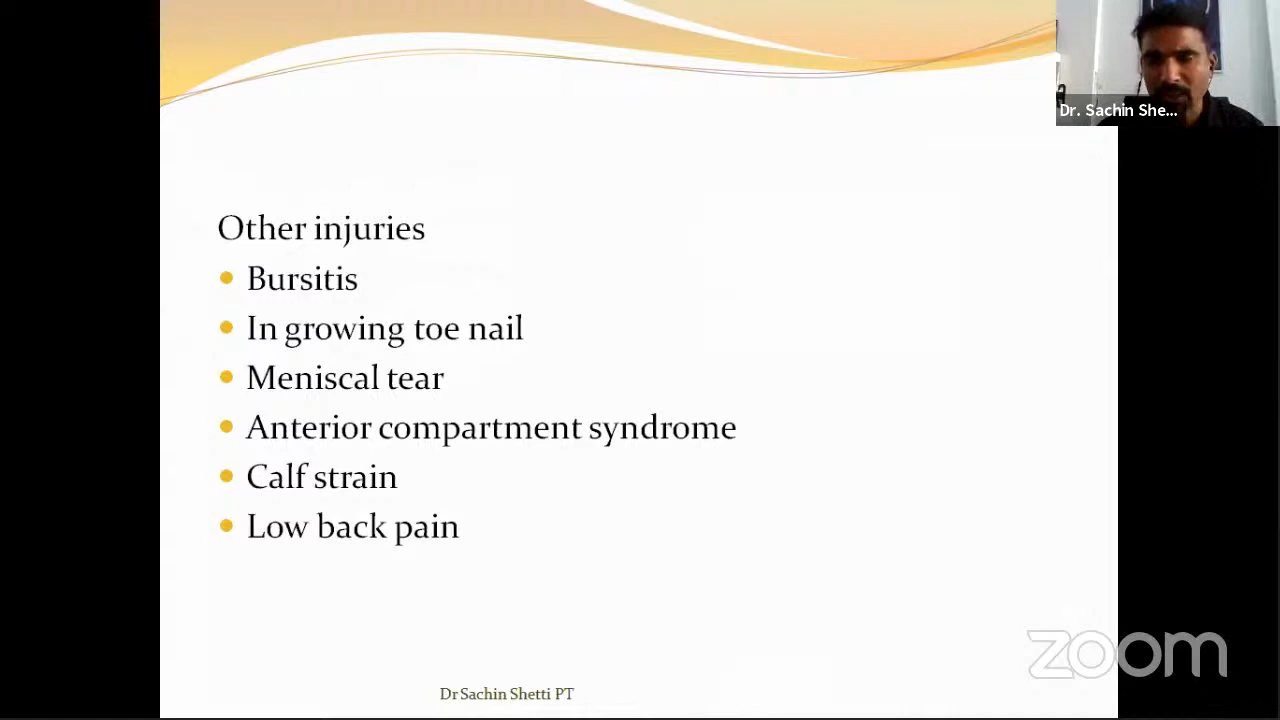 Dr. Sachin She...
Other injuries
Bursitis
In growing toe nail
Meniscal tear
Anterior compartment syndrome
Calf strain
Low back pain
zoom
Dr Sachin Shetti PT